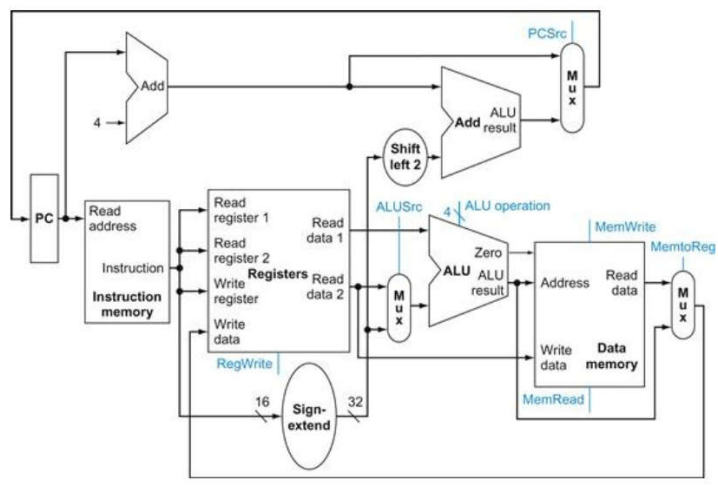 PCSrc
M
u
x
Add
4
Add
ALU
result
Shift
left 2
PC
Read
address
Instruction
Instruction
memory
Read
register 1
Read
register 2
Write
register
Write
data
Registers
Read
data 1
Read
data 2
RegWrite
16
Sign-
extend
32
ALUSrc
M
u
x
4
ALU operation
Zero
ALU
ALU
result
MemWrite
Address
Read
data
Write
data
Data
memory
MemRead
MemtoReg
M
u
x